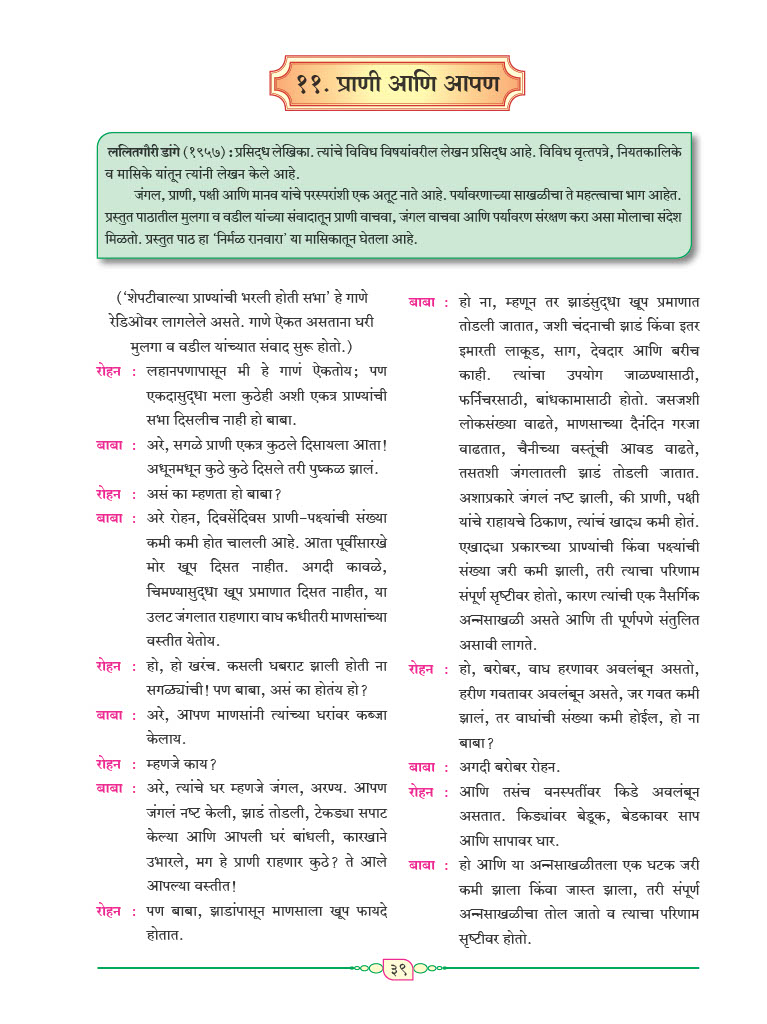 ११. प्राणी आणि आपण
ललितगौरी डांगे (१९५७) : प्रसिद्ध लेखिका. त्यांचे विविध विषयांवरील लेखन प्रसिद्ध आहे. विविध वृत्तपत्रे, नियतकालिके
व मासिके यांतून त्यांनी लेखन केले आहे.
जंगल, प्राणी, पक्षी आणि मानव यांचे परस्परांशी एक अतूट नाते आहे. पर्यावरणाच्या साखळीचा ते महत्त्वाचा भाग आहेत.
प्रस्तुत पाठातील मुलगा व वडील यांच्या संवादातून प्राणी वाचवा, जंगल वाचवा आणि पर्यावरण संरक्षण करा असा मोलाचा संदेश
मिळतो. प्रस्तुत पाठ हा ‘निर्मळ रानवारा’ या मासिकातून घेतला आहे.
(‘शेपटीवाल्या प्राण्यांची भरली होती सभा’ हे गाणे
रेडिओवर लागलेले असते. गाणे ऐकत असताना घरी
मुलगा व वडील यांच्यात संवाद सुरू होतो.)
रोहन : लहानपणापासून मी हे गाणं ऐकतोय; पण
एकदासुद्धा मला कुठेही अशी एकत्र प्राण्यांची
सभा दिसलीच नाही हो बाबा.
बाबा : अरे, सगळे प्राणी एकत्र कुठले दिसायला आता!
अधूनमधून कुठे कुठे दिसले तरी पुष्कळ झालं.
रोहन : असं का म्हणता हो बाबा?
बाबा : अरे रोहन, दिवसेंदिवस प्राणी-पक्ष्यांची संख्या
कमी कमी होत चालली आहे. आता पूर्वीसारखे
मोर खूप दिसत नाहीत. अगदी कावळे,
चिमण्यासुद्धा खूप प्रमाणात दिसत नाहीत, या
उलट जंगलात राहणारा वाघ कधीतरी माणसांच्या
वस्तीत येतोय.
रोहन : हो, हो खरंच. कसली घबराट झाली होती ना
सगळ्यांची! पण बाबा, असं का होतंय हो?
बाबा : अरे, आपण माणसांनी त्यांच्या घरांवर कब्जा
केलाय.
रोहन : म्हणजे काय?
बाबा : अरे, त्यांचे घर म्हणजे जंगल, अरण्य. आपण
जंगलं नष्ट केली, झाडं तोडली, टेकड्या सपाट
केल्या आणि आपली घरं बांधली, कारखाने
उभारले, मग हे प्राणी राहणार कुठे? ते आले
आपल्या वस्तीत!
रोहन : पण बाबा, झाडांपासून माणसाला खूप फायदे
होतात.
बाबा : हो ना, म्हणून तर झाडंसुद्धा खूप प्रमाणात
तोडली जातात, जशी चंदनाची झाडं किंवा इतर
इमारती लाकूड, साग, देवदार आणि बरीच
काही. त्यांचा उपयोग जाळण्यासाठी,
फर्निचरसाठी, बांधकामासाठी होतो. जसजशी
लोकसंख्या वाढते, माणसाच्या दैनंदिन गरजा
वाढतात, चैनीच्या वस्तूंची आवड वाढते,
तसतशी जंगलातली झाडं तोडली जातात.
अशाप्रकारे जंगलं नष्ट झाली, की प्राणी, पक्षी
यांचे राहायचे ठिकाण, त्यांचं खाद्य कमी होतं.
एखाद्या प्रकारच्या प्राण्यांची किंवा पक्ष्यांची
संख्या जरी कमी झाली, तरी त्याचा परिणाम
संपूर्ण सृष्टीवर होतो, कारण त्यांची एक नैसर्गिक
अन्नसाखळी असते आणि ती पूर्णपणे संतुलित
असावी लागते.
रोहन : हो, बरोबर, वाघ हरणावर अवलंबून असतो,
हरीण गवतावर अवलंबून असते, जर गवत कमी
झालं, तर वाघांची संख्या कमी होईल, हो ना
बाबा?
बाबा : अगदी बरोबर रोहन.
रोहन : आणि तसंच वनस्पतींवर किडे अवलंबून
असतात. किड्यांवर बेडूक, बेडकावर साप
आणि सापावर घार.
बाबा : हो आणि या अन्नसाखळीतला एक घटक जरी
कमी झाला किंवा जास्त झाला, तरी संपूर्ण
अन्नसाखळीचा तोल जातो व त्याचा परिणाम
सृष्टीवर होतो.
३९